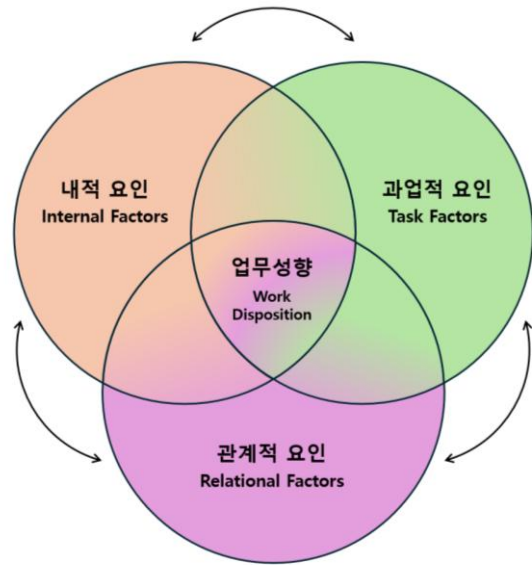 내적 요인
Internal Factors
과업적 요인
Task Factors
업무성향
Work
Disposition
관계적 요인
Relational Factors